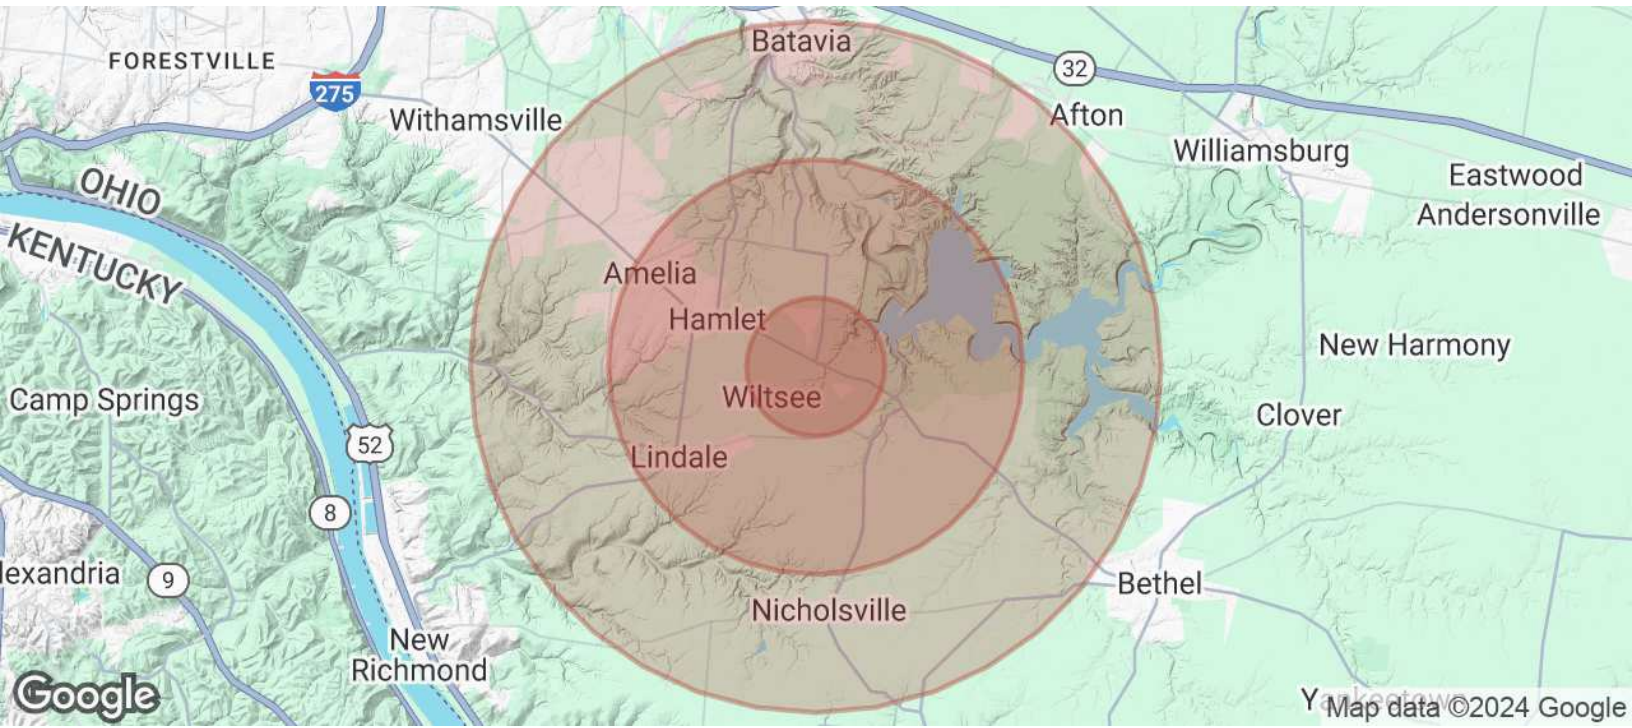 Batavia
FORESTVILLE
32
275
Withamsville
Afton
Williamsburg
OHIO
Eastwood
Andersonville
KENTUCKY
Amelia
Hamlet
New Harmony
Camp Springs
Wiltsee
Clover
52
Lindale
8
lexandria
9
Bethel
Nicholsville
New
Richmond
Google
Yankeetown
Map data ©2024 Google